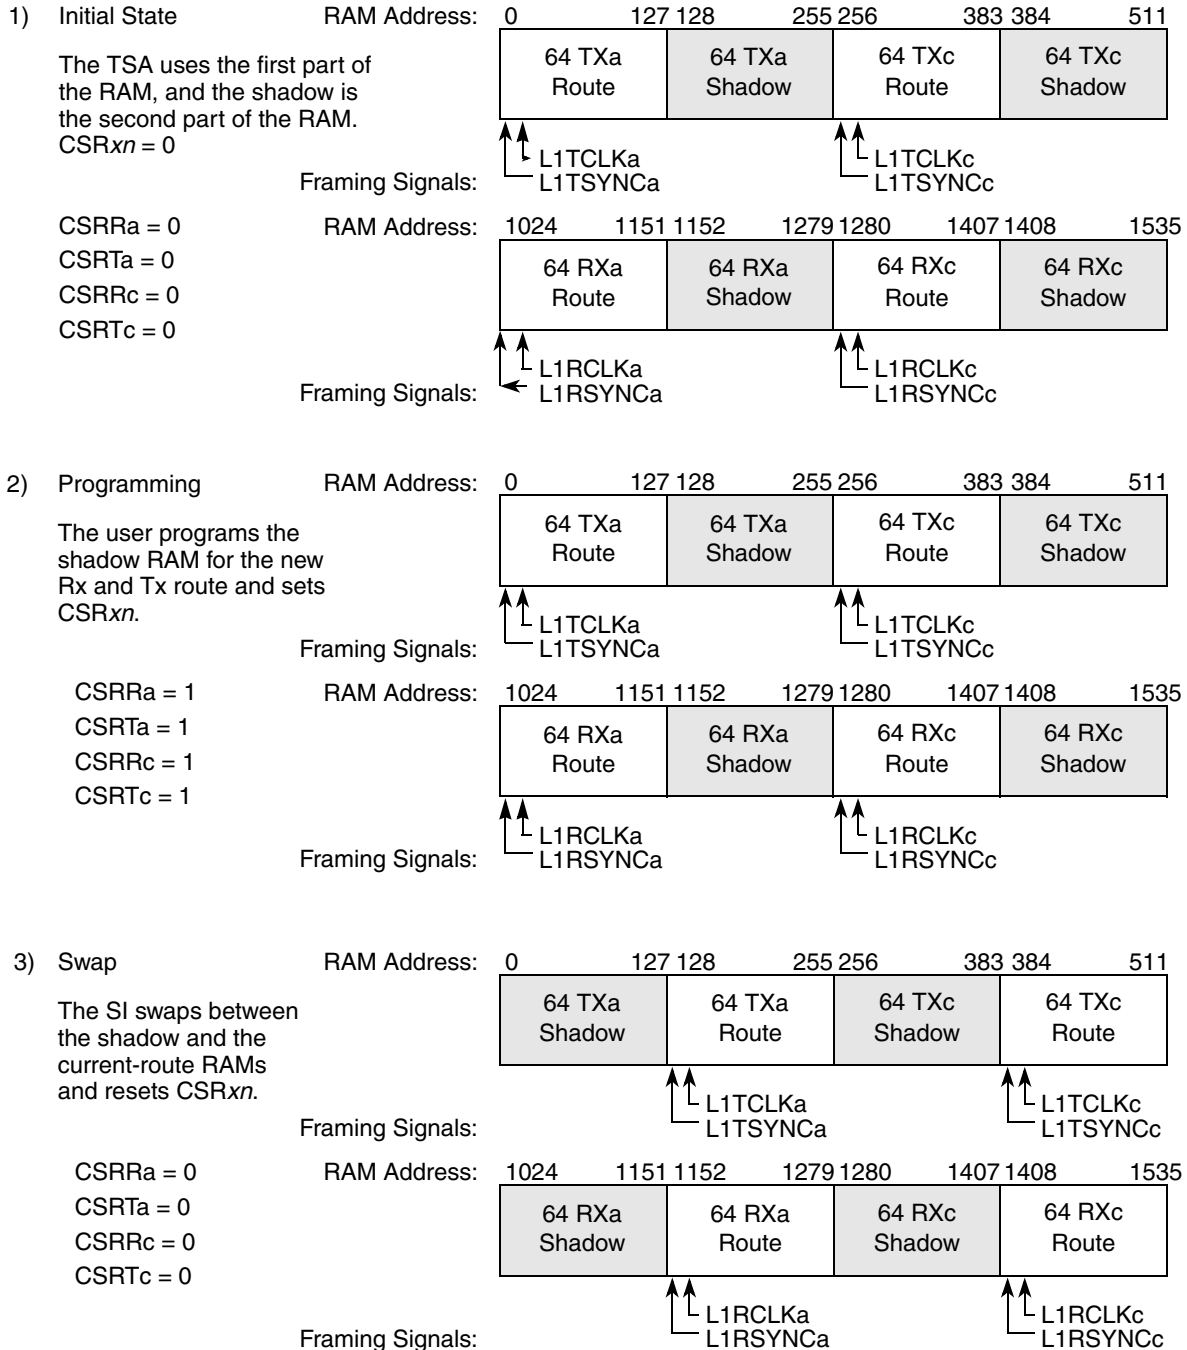 1) Initial State RAM Address: 0 127 128 255 256 383 384 511
The TSA uses the first part of
the RAM, and the shadow is
the second part of the RAM.
CSRxn = 0
64 TXa Route
64 TXa Shadow
64 TXc Route
64 TXc Shadow
Framing Signals:
L1TCLKa
L1TSYNCa
L1TCLKc
L1TSYNCc
CSRRa = 0
CSRTa = 0
CSRRc = 0
CSRTc = 0
RAM Address: 1024 1151 1152 1279 1280 1407 1408 1535
64 RXa Route
64 RXa Shadow
64 RXc Route
64 RXc Shadow
Framing Signals:
L1RCLKa
L1RSYNCa
L1RCLKc
L1RSYNCc
2) Programming RAM Address: 0 127 128 255 256 383 384 511
The user programs the
shadow RAM for the new
Rx and Tx route and sets
CSRxn.
64 TXa Route
64 TXa Shadow
64 TXc Route
64 TXc Shadow
Framing Signals:
L1TCLKa
L1TSYNCa
L1TCLKc
L1TSYNCc
CSRRa = 1
CSRTa = 1
CSRRc = 1
CSRTc = 1
RAM Address: 1024 1151 1152 1279 1280 1407 1408 1535
64 RXa Route
64 RXa Shadow
64 RXc Route
64 RXc Shadow
Framing Signals:
L1RCLKa
L1RSYNCa
L1RCLKc
L1RSYNCc
3) Swap RAM Address: 0 127 128 255 256 383 384 511
The SI swaps between
the shadow and the
current-route RAMs
and resets CSRxn.
64 TXa Shadow
64 TXa Route
64 TXc Shadow
64 TXc Route
Framing Signals:
L1TCLKa
L1TSYNCa
L1TCLKc
L1TSYNCc
CSRRa = 0
CSRTa = 0
CSRRc = 0
CSRTc = 0
RAM Address: 1024 1151 1152 1279 1280 1407 1408 1535
64 RXa Shadow
64 RXa Route
64 RXc Shadow
64 RXc Route
Framing Signals:
L1RCLKa
L1RSYNCa
L1RCLKc
L1RSYNCc